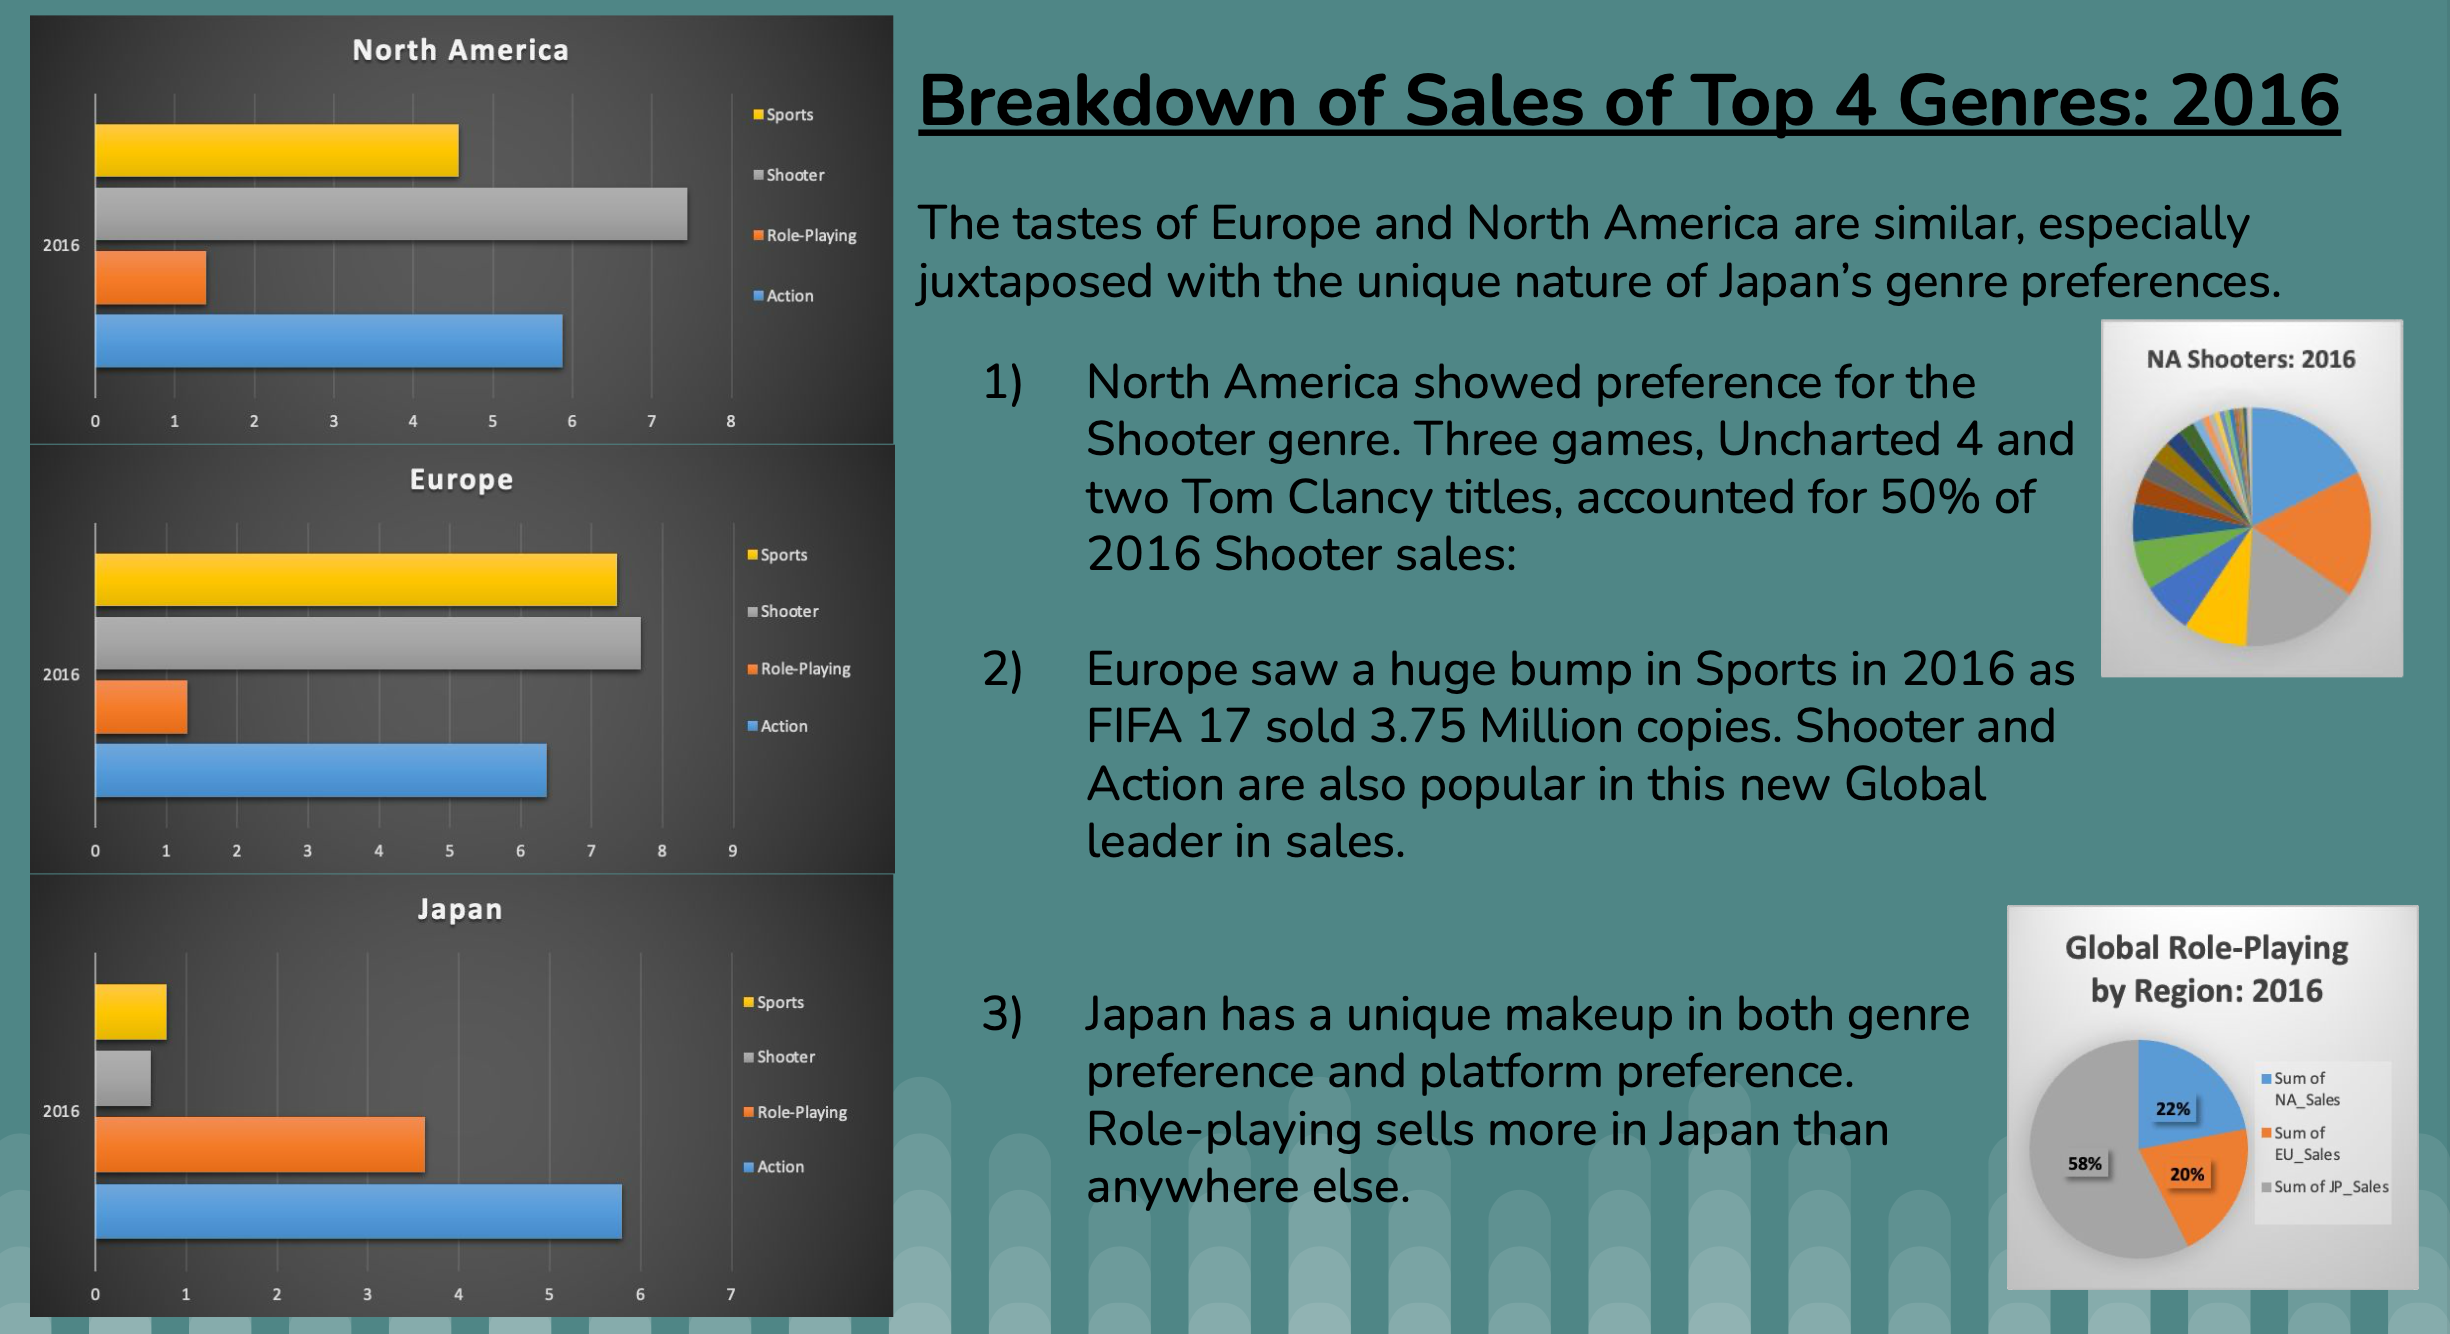 North America
Sports
Shooter
Role-Playing
Action
2016
0 1 2 3 4 5 6 7 8
Europe
Sports
Shooter
Role-Playing
Action
2016
0 1 2 3 4 5 6 7 8 9
Japan
Sports
Shooter
Role-Playing
Action
2016
0 1 2 3 4 5 6 7
Breakdown of Sales of Top 4 Genres: 2016
The tastes of Europe and North America are similar, especially
juxtaposed with the unique nature of Japan’s genre preferences.
1) North America showed preference for the
Shooter genre. Three games, Uncharted 4 and
two Tom Clancy titles, accounted for 50% of
2016 Shooter sales:
NA Shooters: 2016
2) Europe saw a huge bump in Sports in 2016 as
FIFA 17 sold 3.75 Million copies. Shooter and
Action are also popular in this new Global
leader in sales.
3) Japan has a unique makeup in both genre
preference and platform preference.
Role-playing sells more in Japan than
anywhere else.
Global Role-Playing
by Region: 2016
22%
58%
20%
Sum of
NA_Sales
Sum of
EU_Sales
Sum of JP_Sales